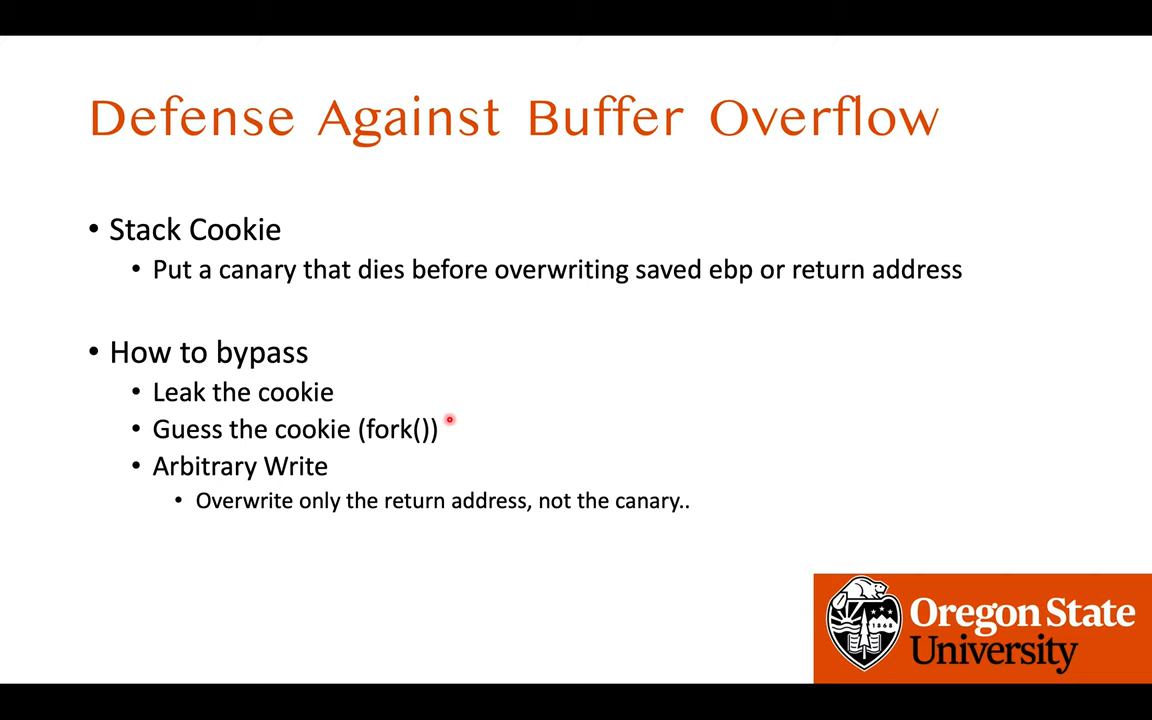 Defense Against Buffer Overflow
• Stack Cookie
• Put a canary that dies before overwriting saved ebp or return address
• How to bypass
• Leak the cookie
• Guess the cookie (fork())
• Arbitrary Write
• Overwrite only the return address, not the canary..
Oregon State
University